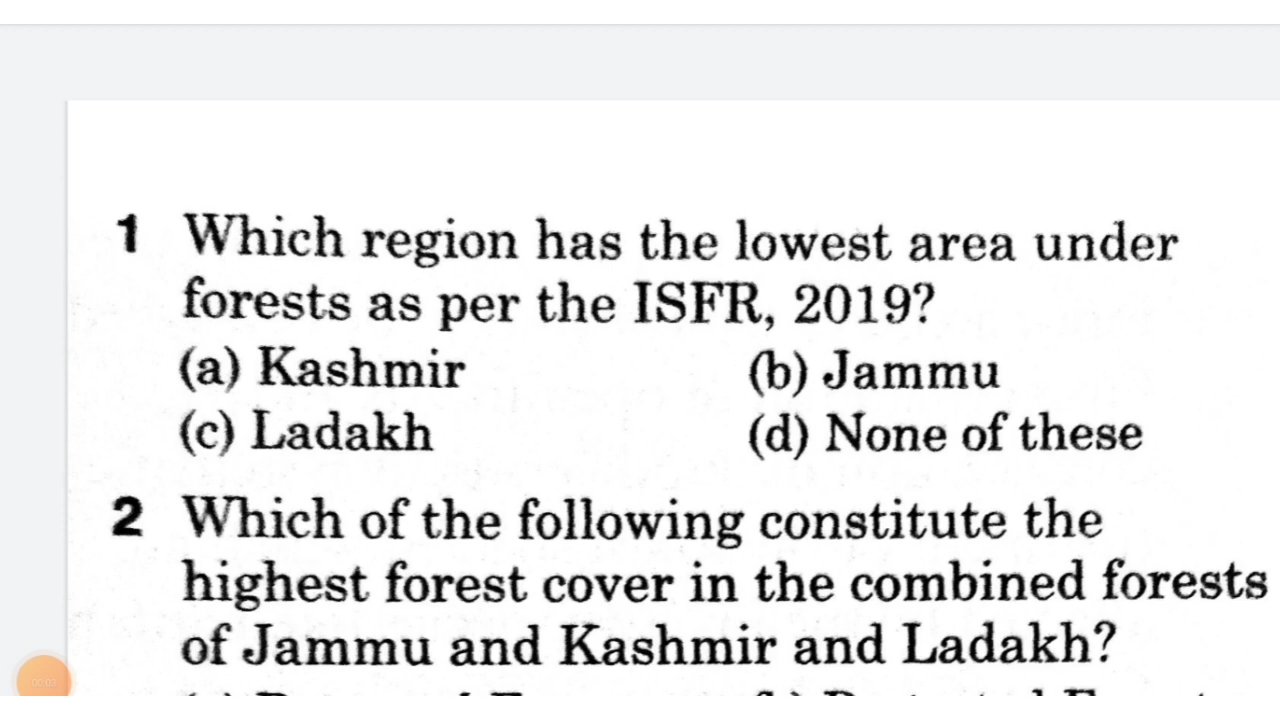 1 Which region has the lowest area under
forests as per the ISFR, 2019?
(a) Kashmir (b) Jammu
(c) Ladakh (d) None of these
2 Which of the following constitute the
highest forest cover in the combined forests
of Jammu and Kashmir and Ladakh?